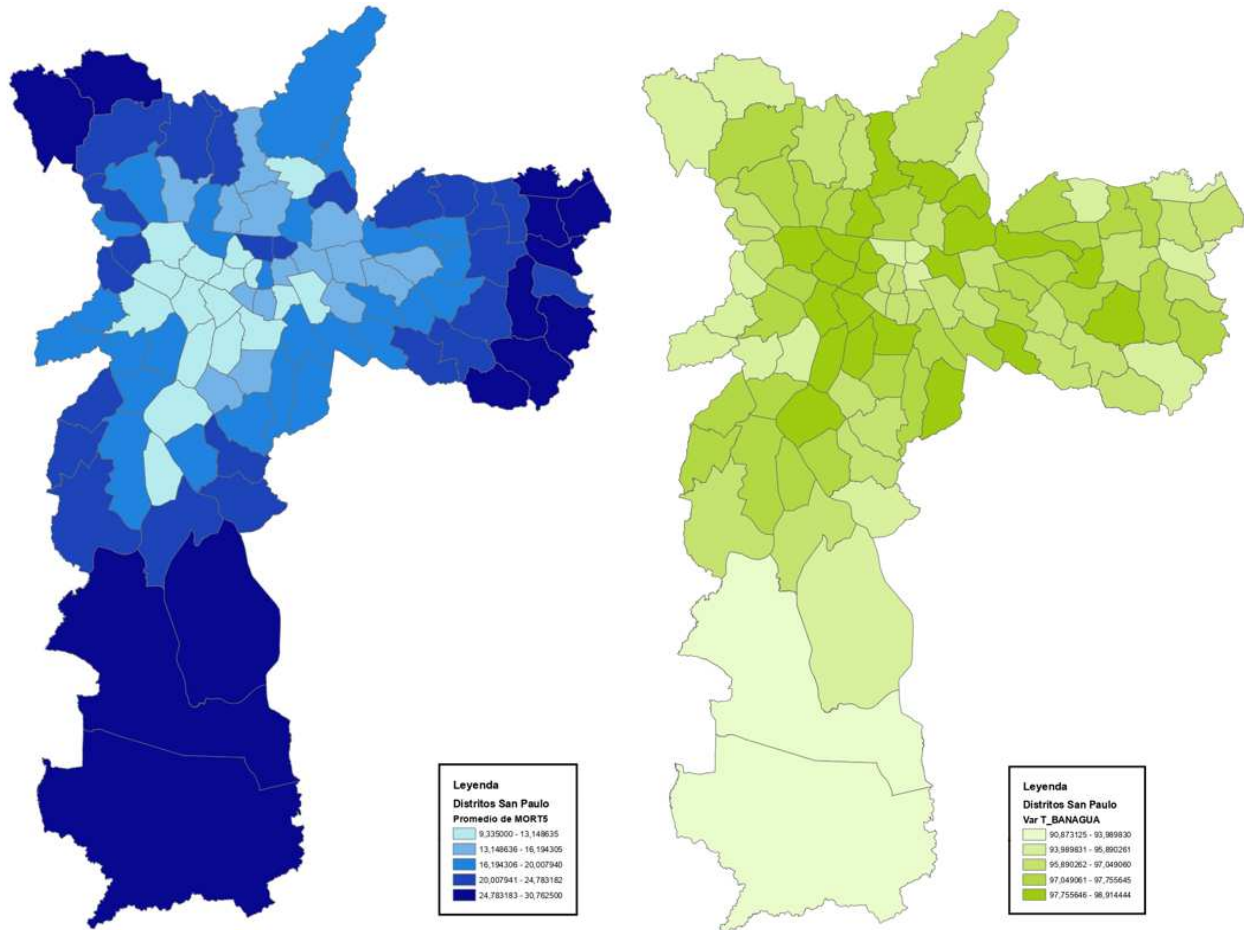 Leyenda
Distritos San Paulo
Promedio de MORT5
9,335000 - 13,148635
13,148636 - 16,194305
16,194306 - 20,007940
20,007941 - 24,783182
24,783183 - 30,762500
Leyenda
Distritos San Paulo
Var T_BANAGUA
90,873125 - 93,989830
93,989831 - 95,890261
95,890262 - 97,049060
97,049061 - 97,755645
97,755646 - 98,914444